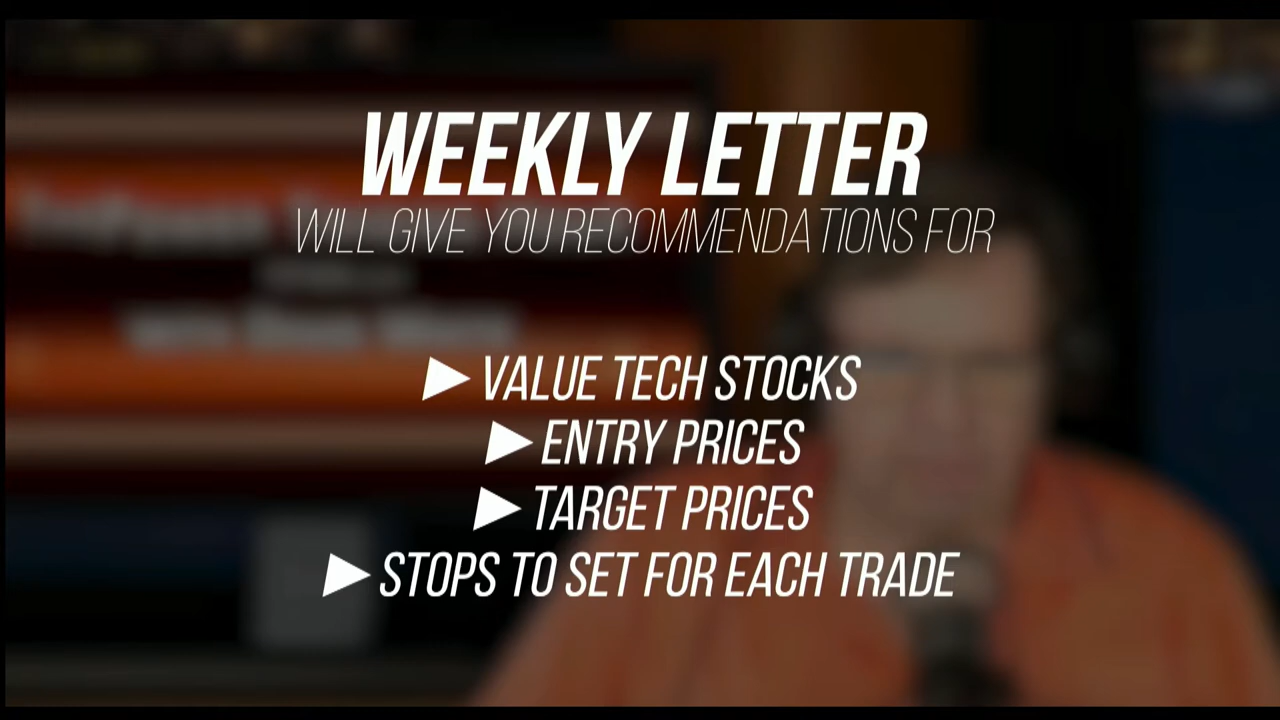 WEEKLY LETTER
WILL GIVE YOU RECOMMENDATIONS FOR
► VALUE TECH STOCKS
► ENTRY PRICES
► TARGET PRICES
► STOPS TO SET FOR EACH TRADE